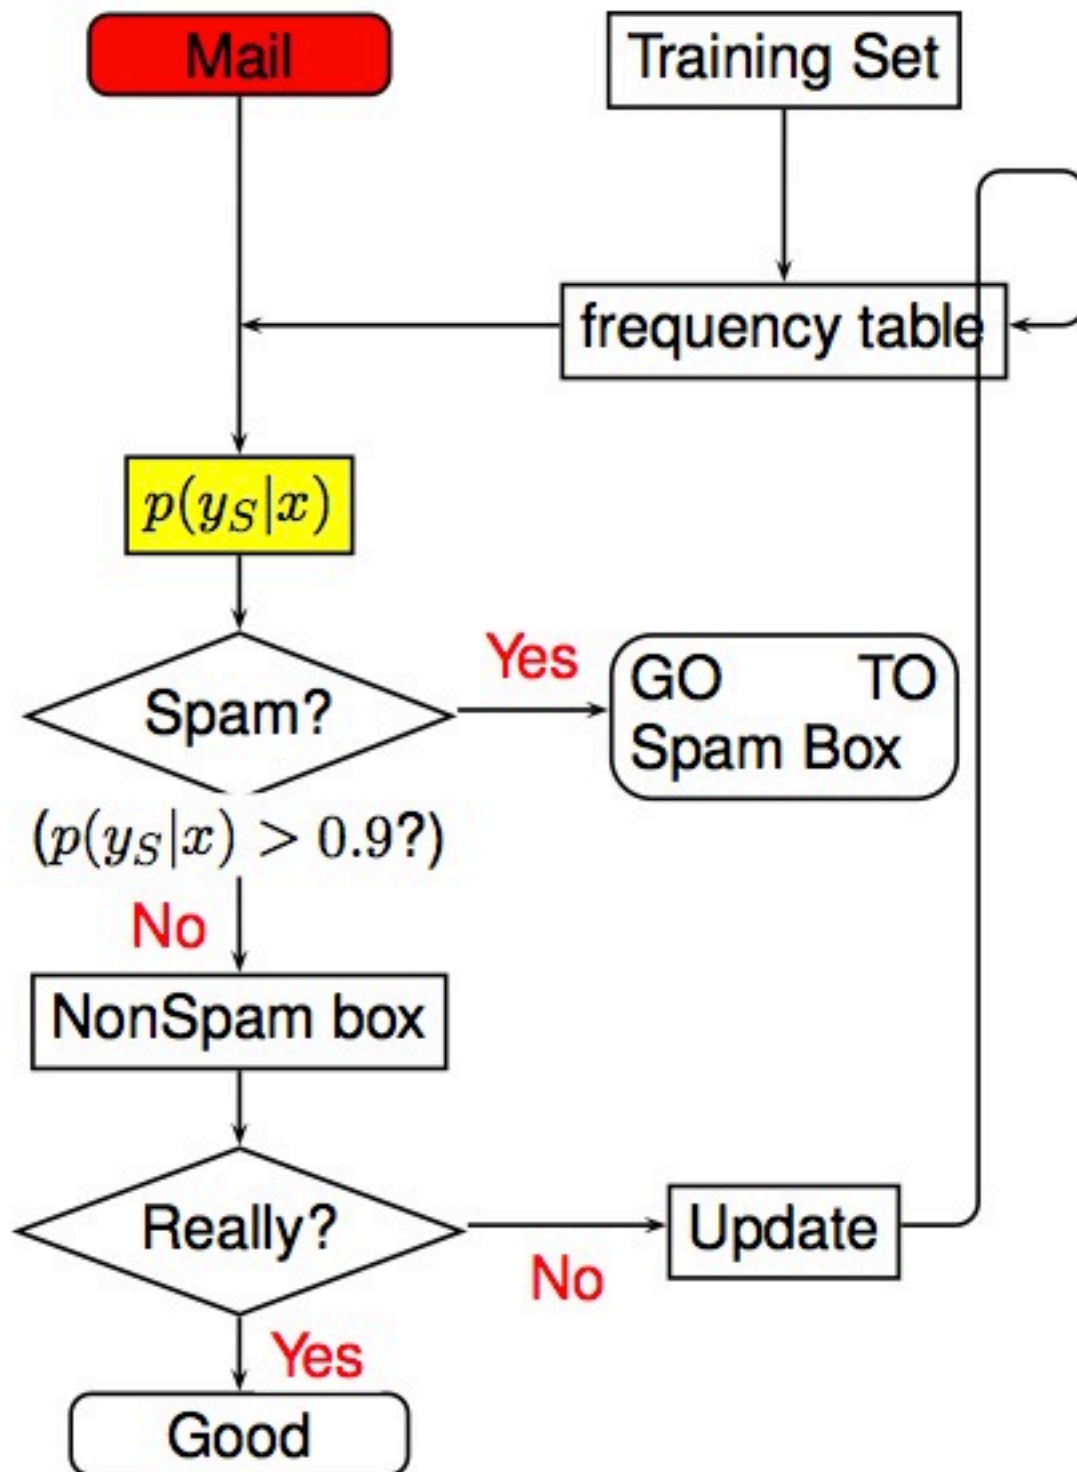 Mail
Training Set
frequency table
p(y_S|x)
Spam?
Yes
GO TO
Spam Box
(p(y_S|x) > 0.9?)
No
NonSpam box
Really?
No
Update
Yes
Good